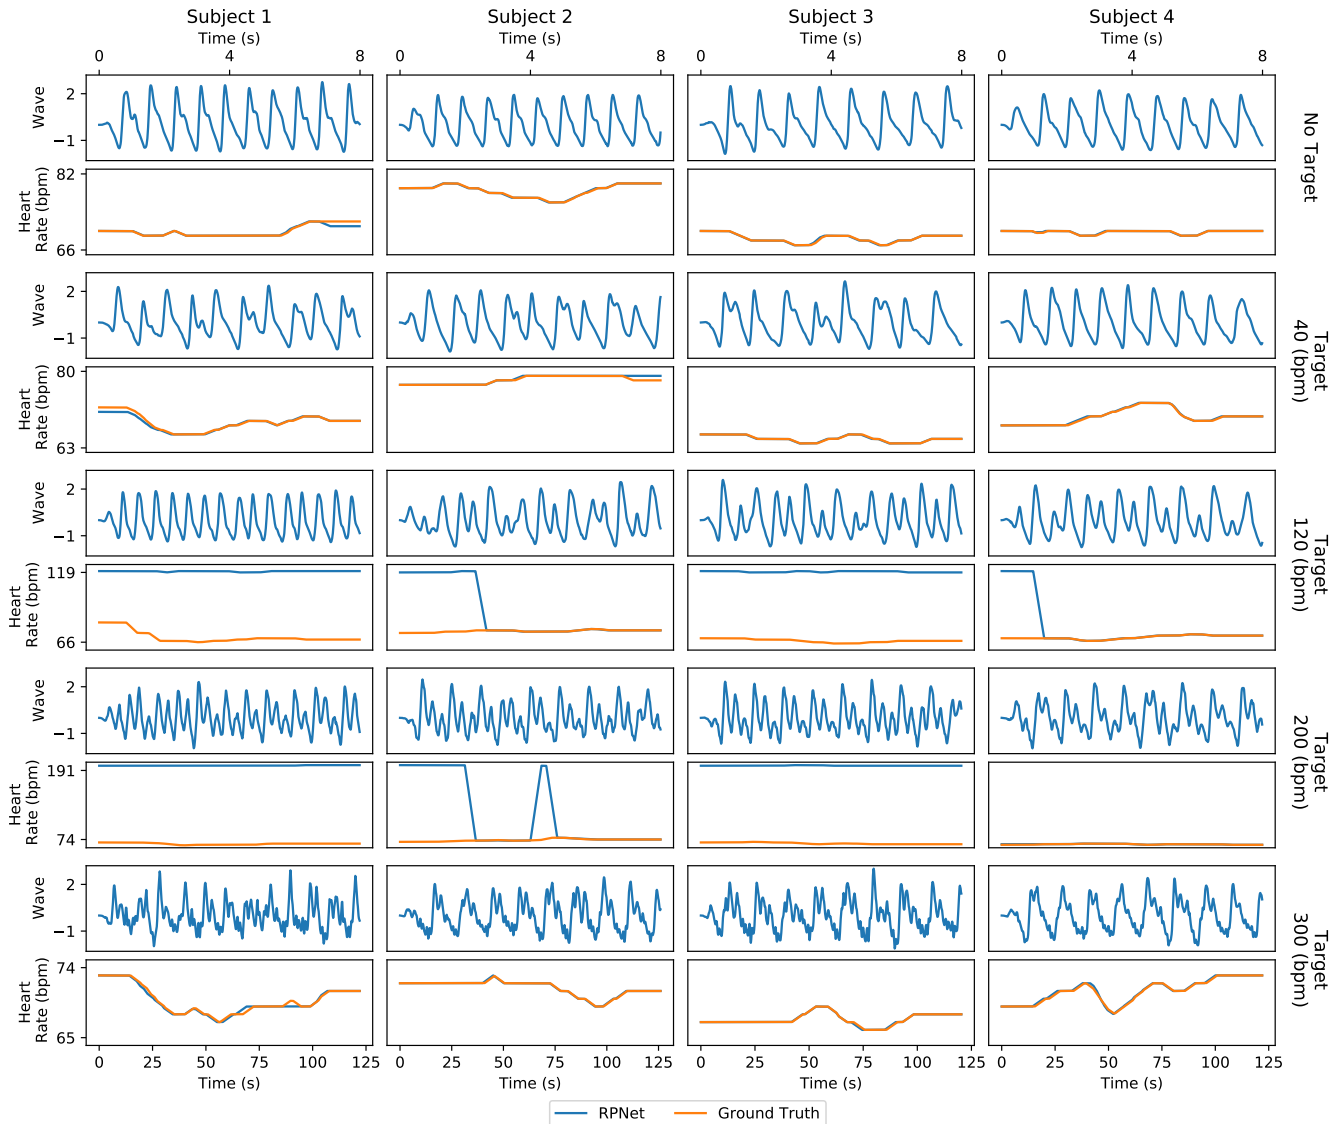 Subject 1
Subject 2
Subject 3
Subject 4
Time (s)
Time (s)
Time (s)
Time (s)
0 4 8
0 4 8
0 4 8
0 4 8
Wave
2
−1
No Target
Heart
Rate (bpm)
82
66
Wave
2
−1
Target
40 (bpm)
Heart
Rate (bpm)
80
63
Wave
2
−1
Target
120 (bpm)
Heart
Rate (bpm)
119
66
Wave
2
−1
Target
200 (bpm)
Heart
Rate (bpm)
191
74
Wave
2
−1
Target
300 (bpm)
Heart
Rate (bpm)
74
65
0 25 50 75 100 125
0 25 50 75 100 125
0 25 50 75 100 125
0 25 50 75 100 125
Time (s)
Time (s)
Time (s)
Time (s)
RPNet
Ground Truth